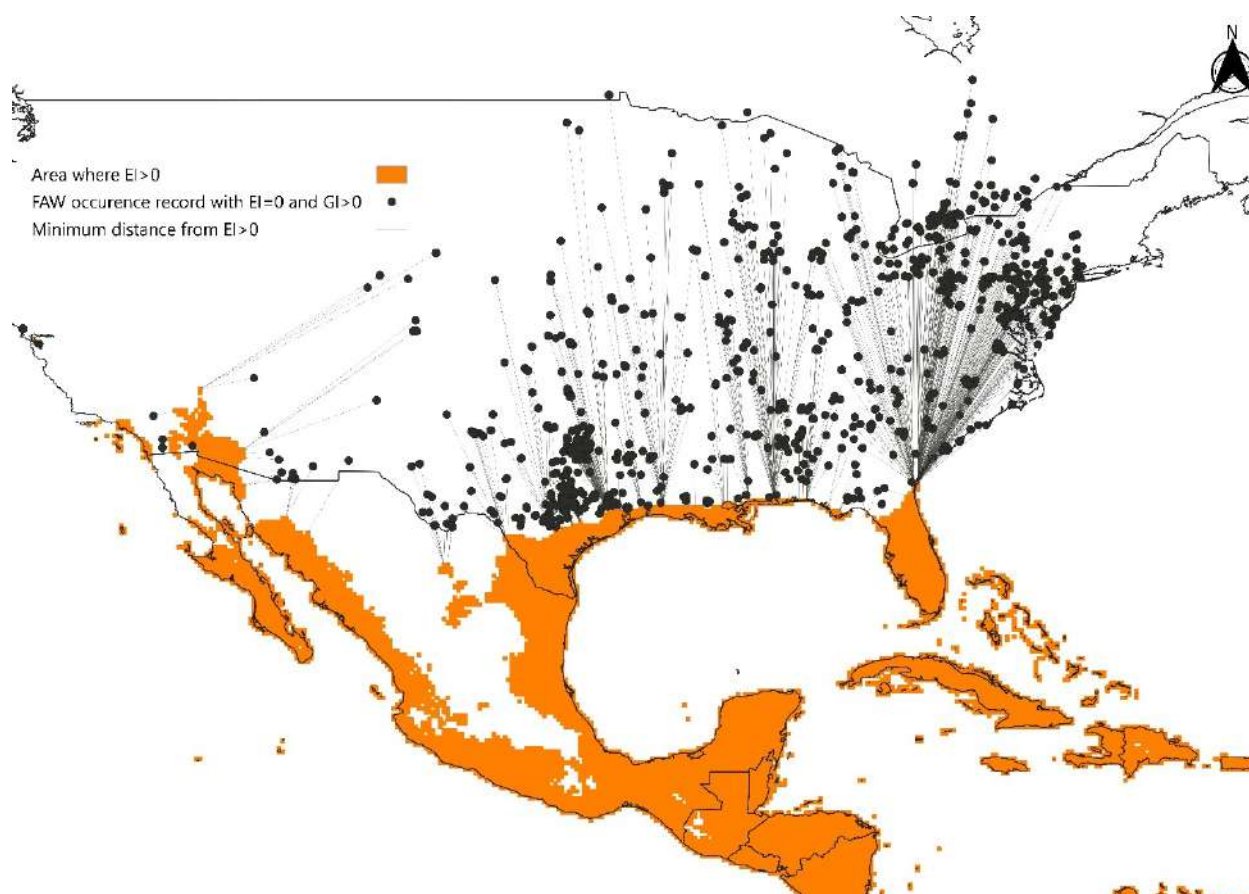 N
Area where EI>0
FAW occurence record with EI=0 and GI>0
Minimum distance from EI>0